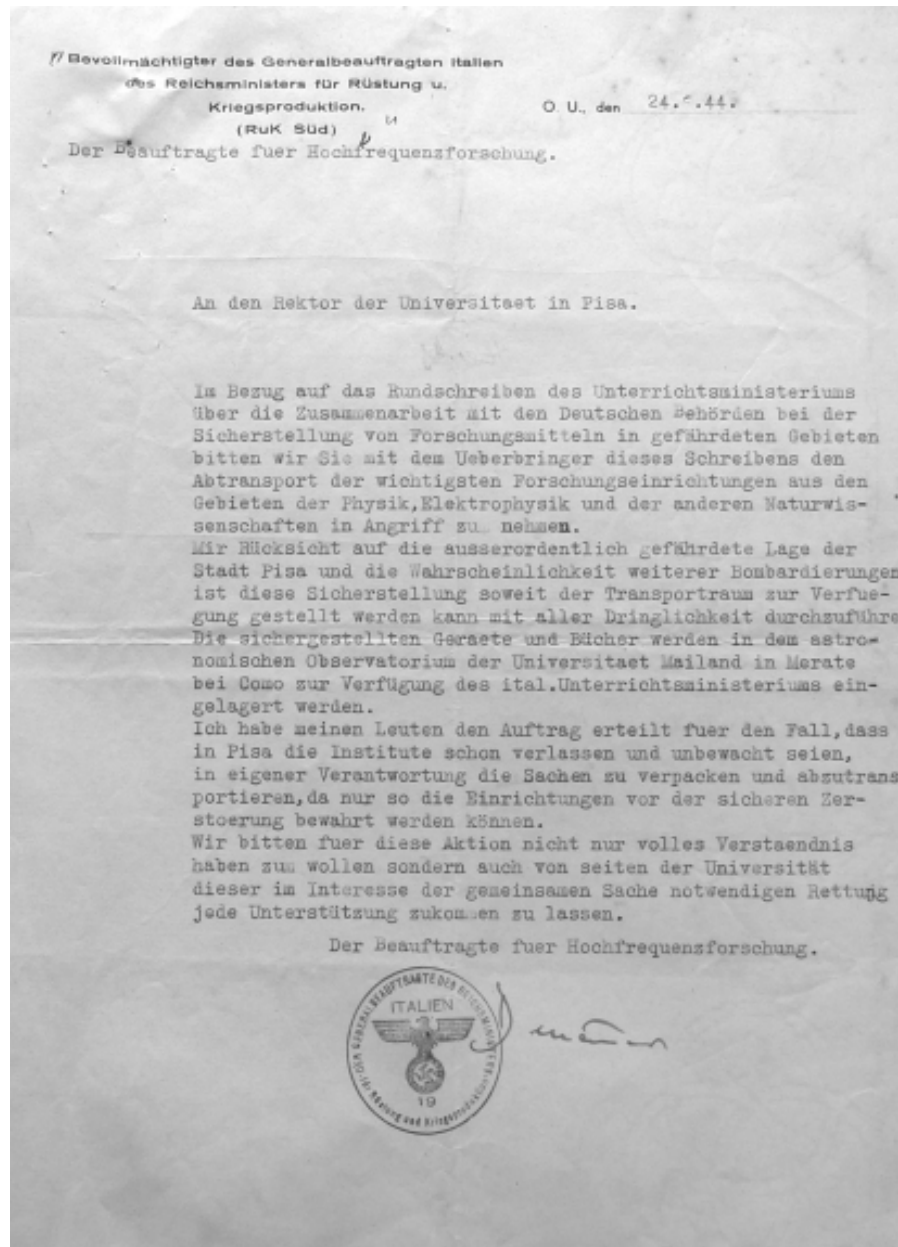 Bevollmächtigter des Generalbeauftragten Italien
des Reichsministers für Rüstung u.
Kriegsproduktion.
(RuK Süd)
O. U., den 24. .44.
Der Beauftragte fuer Hochfrequenzforschung.
An den Rektor der Universitaet in Pisa.
Im Bezug auf das Rundschreiben des Unterrichtsministeriums
über die Zusammenarbeit mit den Deutschen Behörden bei der
Sicherstellung von Forschungsmitteln in gefährdeten Gebieten
bitten wir Sie mit dem Ueberbringer dieses Schreibens den
Abtransport der wichtigsten Forschungseinrichtungen aus den
Gebieten der Physik,Elektrophysik und der anderen Naturwis-
senschaften in Angriff zu nehmen.
Mir Rücksicht auf die ausserordentlich gefährdete Lage der
Stadt Pisa und die Wahrscheinlichkeit weiterer Bombardierungen
ist diese Sicherstellung soweit der Transportraum zur Verfue-
gung gestellt werden kann mit aller Dringlichkeit durchzuführe
Die sichergestellten Geraete und Bücher werden in dem astro-
nomischen Observatorium der Universitaet Mailand in Merate
bei Como zur Verfügung des ital.Unterrichtsministeriums ein-
gelagert werden.
Ich habe meinen Leuten den Auftrag erteilt fuer den Fall,dass
in Pisa die Institute schon verlassen und unbewacht seien,
in eigener Verantwortung die Sachen zu verpacken und abzutrans
portieren,da nur so die Einrichtungen vor der sicheren Zer-
stoerung bewahrt werden können.
Wir bitten fuer diese Aktion nicht nur volles Verstaendnis
haben zu wollen sondern auch von seiten der Universität
dieser im Interesse der gemeinsamen Sache notwendigen Rettung
jede Unterstützung zukommen zu lassen.
Der Beauftragte fuer Hochfrequenzforschung.
DER GENERALBEAUFTRAGTE DES REICHSMINISTERS
ITALIEN
19
für Rüstung und Kriegsproduktion